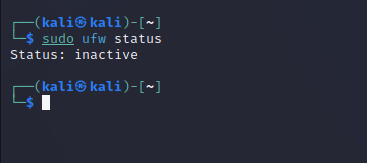 ┌──(kali㉿kali)-[~]
└─$ sudo ufw status
Status: inactive
┌──(kali㉿kali)-[~]
└─$